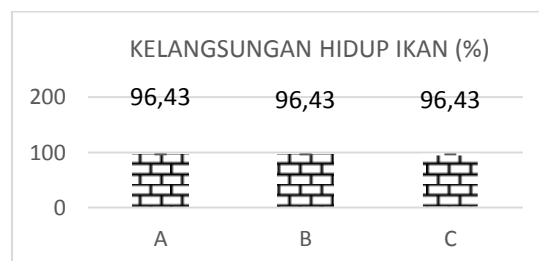 KELANGSUNGAN HIDUP IKAN (%)
200
96,43 96,43 96,43
100
0
A B C